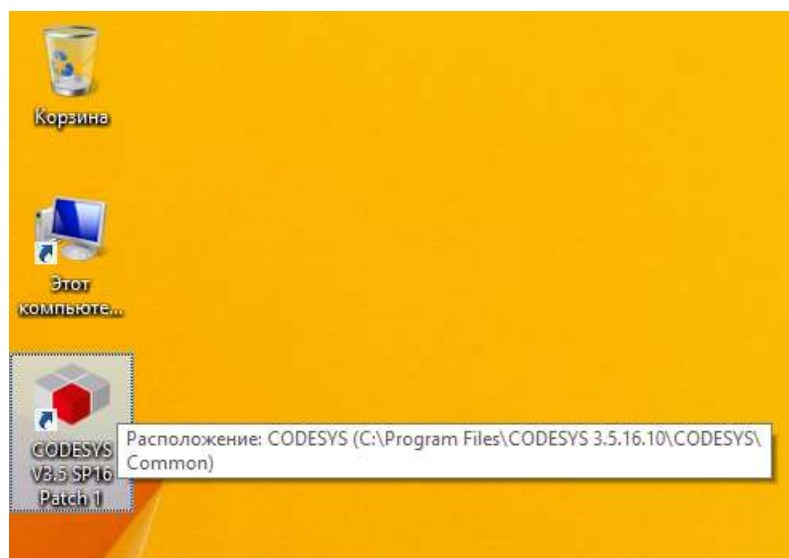 Корзина
Этот
компьюте...
CODESYS
V3.5 SP16
Patch 1
Расположение: CODESYS (C:\Program Files\CODESYS 3.5.16.10\CODESYS\
Common)